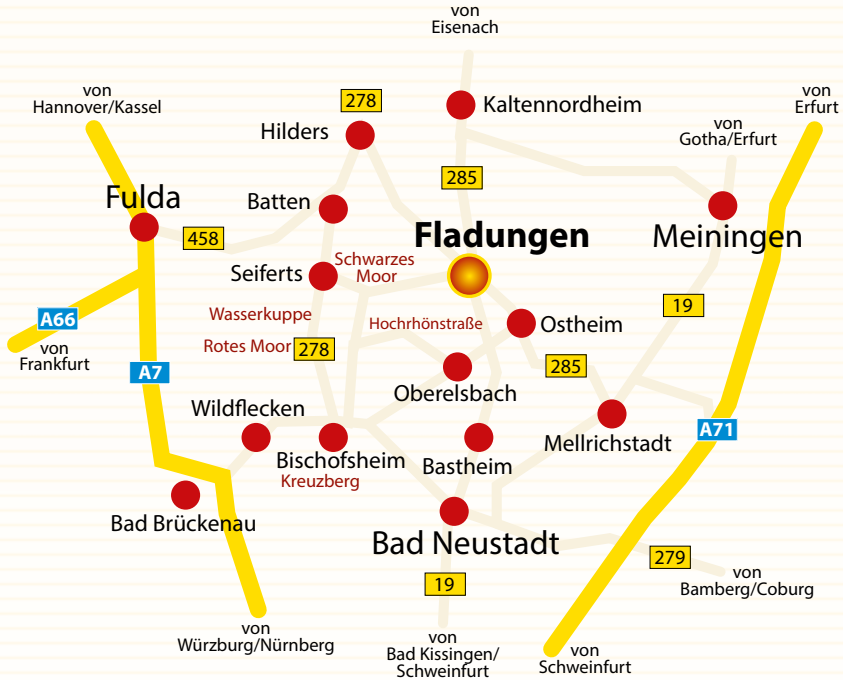 von
Eisenach
von
Hannover/Kassel
278
Kaltennordheim
von
Erfurt
Hilders
von
Gotha/Erfurt
285
Fulda
Batten
458
Fladungen
Meiningen
Schwarzes
Moor
Seiferts
19
Wasserkuppe
A66
Hochrhönstraße
Ostheim
von
Frankfurt
Rotes Moor
278
A7
285
Oberelsbach
Wildflecken
A71
Mellrichstadt
Bischofsheim
Bastheim
Kreuzberg
Bad Brückenau
Bad Neustadt
279
von
Bamberg/Coburg
19
von
Würzburg/Nürnberg
von
Bad Kissingen/
Schweinfurt
von
Schweinfurt